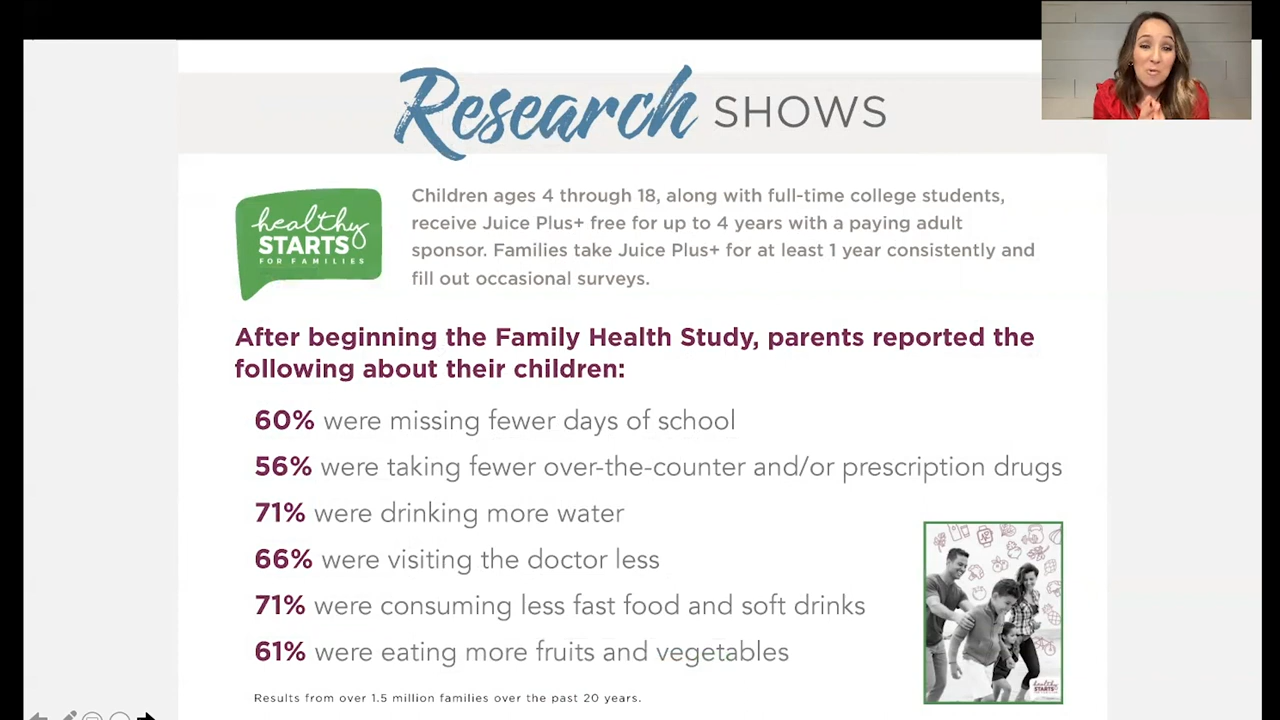 Research SHOWS
healthy
STARTS
FOR FAMILIES
Children ages 4 through 18, along with full-time college students,
receive Juice Plus+ free for up to 4 years with a paying adult
sponsor. Families take Juice Plus+ for at least 1 year consistently and
fill out occasional surveys.
After beginning the Family Health Study, parents reported the
following about their children:
60% were missing fewer days of school
56% were taking fewer over-the-counter and/or prescription drugs
71% were drinking more water
66% were visiting the doctor less
71% were consuming less fast food and soft drinks
61% were eating more fruits and vegetables
healthy
STARTS
Results from over 1.5 million families over the past 20 years.